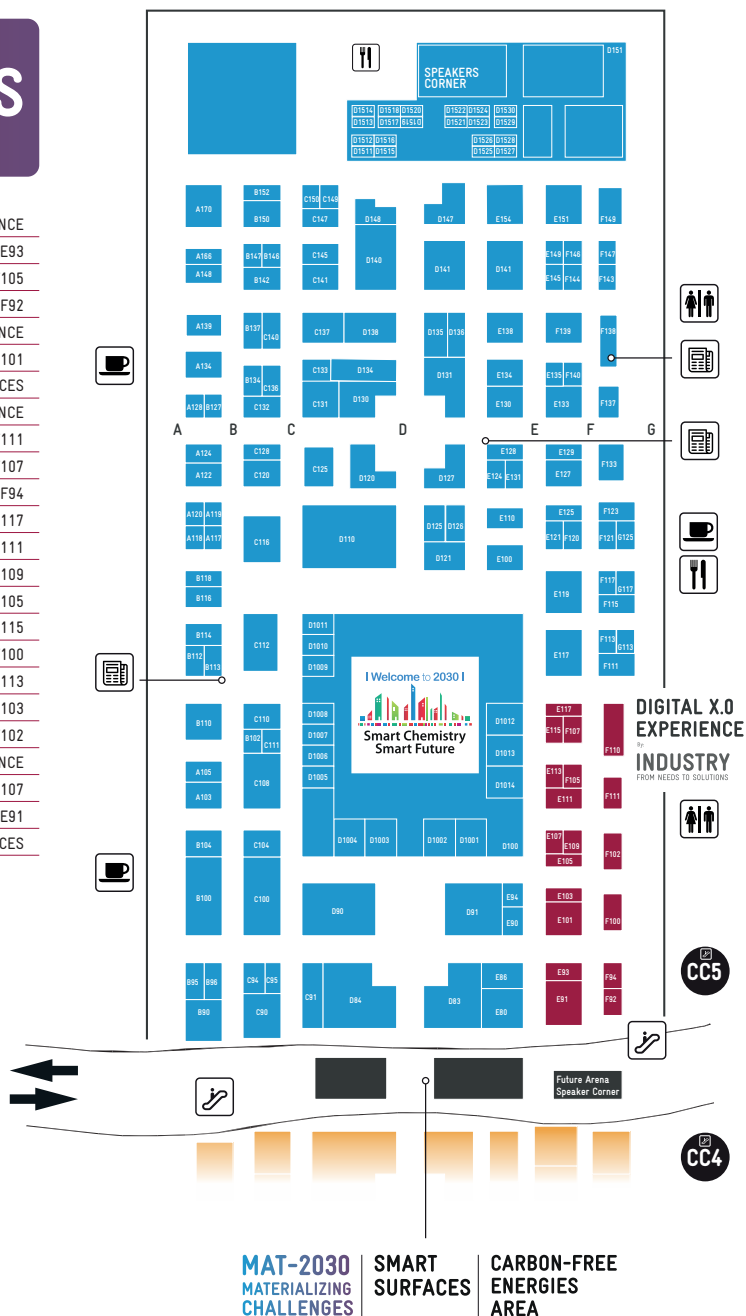 S
NCE
E93
105
F92
NCE
101
CES
NCE
111
107
F94
117
111
109
105
115
100
113
103
102
NCE
107
E91
CES
D151
SPEAKERS
CORNER
D1514 D1518 D1520 D1522 D1524 D1530
D1513 D1517 D1519 D1521 D1523 D1529
D1512 D1516 D1526 D1528
D1511 D1515 D1525 D1527
A170 B152 C150 C149 D148 D147 E154 E151 F149
B150 C147
A166 B147 B146 C145 D140 D141 D141 E149 F146 F147
A148 B142 C141 E145 F144 F143
A139 B137 C140 C137 D138 D135 D136 E138 F139 F138
A134 B134 C136 C133 D134 D131 E134 E135 F140
A128 B127 C132 C131 D130 E130 E133 F137
A B C D E F G
A124 C128 C125 D120 D127 E128 E129 F133
A122 C120 E124 E131 E127
A120 A119 C116 D110 D125 D126 E110 E125 F123
A118 A117 D121 E100 E121 F120 F121 G125
B118 E119 F117 G117
B116 F115
B114 C112 D1011 E117 F113 G113
B112 B113 D1010 F111
D1009
I Welcome to 2030 I
Smart Chemistry
Smart Future
B110 C110 D1008 D1012 E117 F110
B102 C111 D1007 E115 F107
D1006 D1013
A105 C108 D1005 D1014 E113 F105 F111
A103 E111
DIGITAL X.0
EXPERIENCE
By
INDUSTRY
FROM NEEDS TO SOLUTIONS
B104 C104 D1004 D1003 D1002 D1001 D100 E107 E109 F102
E105
B100 C100 D90 D91 E94 E103 F100
E90 E101
B95 B96 C94 C95 C91 D84 D83 E86 E93 F94
B90 C90 E80 E91 F92
CC5
Future Arena
Speaker Corner
CC4
MAT-2030
MATERIALIZING
CHALLENGES
SMART
SURFACES
CARBON-FREE
ENERGIES
AREA